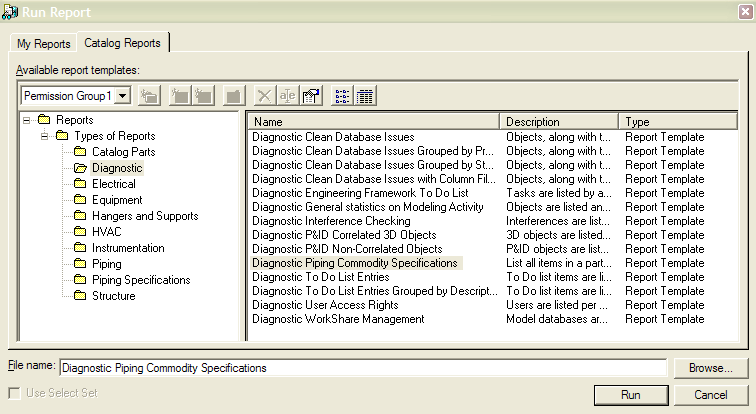 Run Report
My Reports Catalog Reports
Available report templates:
Permission Group1
Reports
Types of Reports
Catalog Parts
Diagnostic
Electrical
Equipment
Hangers and Supports
HVAC
Instrumentation
Piping
Piping Specifications
Structure
Name Description Type
Diagnostic Clean Database Issues Objects, along with t... Report Template
Diagnostic Clean Database Issues Grouped by Pr... Objects, along with t... Report Template
Diagnostic Clean Database Issues Grouped by St... Objects, along with t... Report Template
Diagnostic Clean Database Issues with Column Fil... Objects, along with t... Report Template
Diagnostic Engineering Framework To Do List Tasks are listed by a... Report Template
Diagnostic General statistics on Modeling Activity Objects are listed an... Report Template
Diagnostic Interference Checking Interferences are list... Report Template
Diagnostic P&ID Correlated 3D Objects 3D objects are listed... Report Template
Diagnostic P&ID Non-Correlated Objects P&ID objects are list... Report Template
Diagnostic Piping Commodity Specifications List all items in a part... Report Template
Diagnostic To Do List Entries To Do list items are li... Report Template
Diagnostic To Do List Entries Grouped by Descript... To Do list items are li... Report Template
Diagnostic User Access Rights Users are listed per ... Report Template
Diagnostic WorkShare Management Model databases ar... Report Template
File name: Diagnostic Piping Commodity Specifications Browse...
Use Select Set Run Cancel